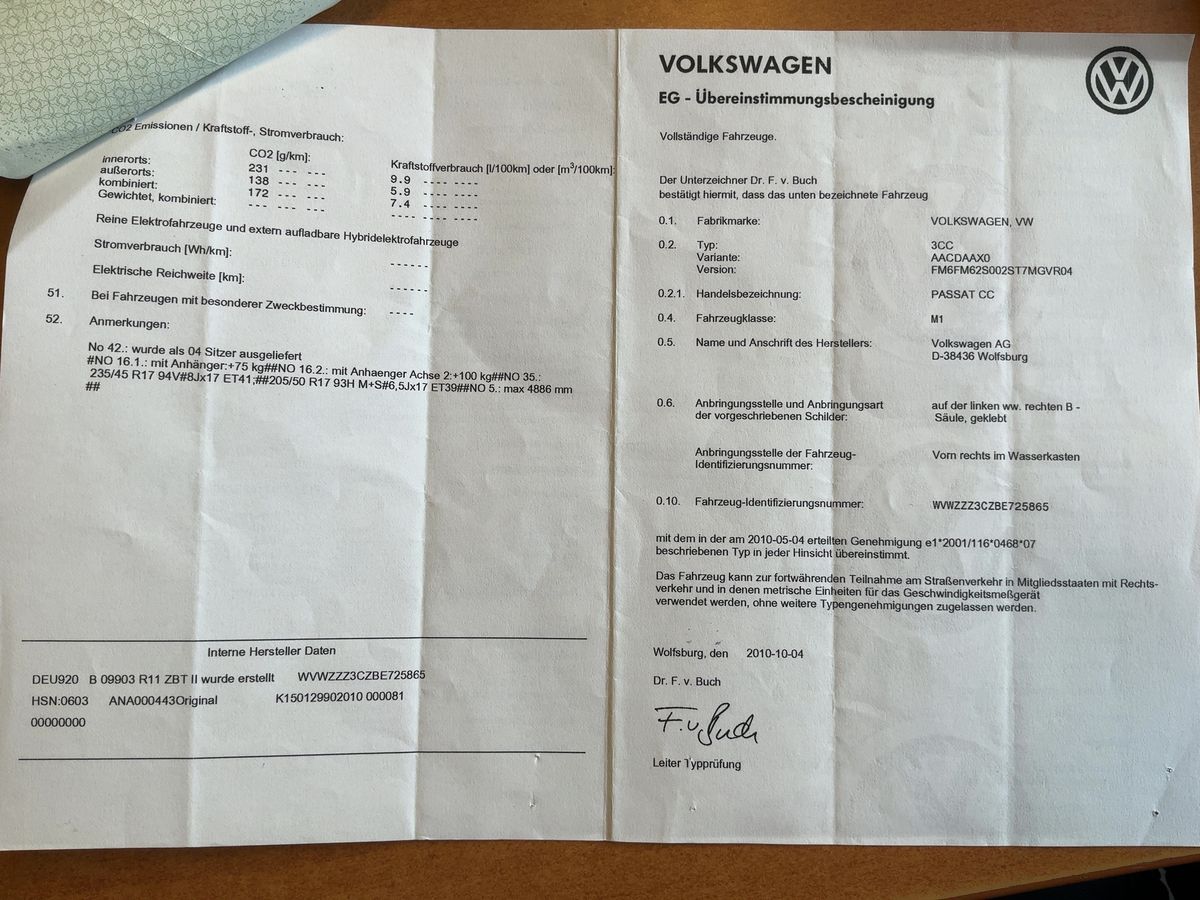 CO2 Emissionen / Kraftstoff-, Stromverbrauch:
CO2 [g/km]: Kraftstoffverbrauch [l/100km] oder [m³/100km]:
innerorts: 231 --- --- 9.9 ---- ----
außerorts: 138 --- --- 5.9 ---- ----
kombiniert: 172 --- --- 7.4 ---- ----
Gewichtet, kombiniert: --- --- --- ---- ---- ----
Reine Elektrofahrzeuge und extern aufladbare Hybridelektrofahrzeuge
Stromverbrauch [Wh/km]: ------
Elektrische Reichweite [km]: ------
51. Bei Fahrzeugen mit besonderer Zweckbestimmung: ----
52. Anmerkungen:
No 42.: wurde als 04 Sitzer ausgeliefert
#NO 16.1.: mit Anhänger:+75 kg##NO 16.2.: mit Anhaenger Achse 2:+100 kg##NO 35.:
235/45 R17 94V#8Jx17 ET41;##205/50 R17 93H M+S#6,5Jx17 ET39##NO 5.: max 4886 mm
##
Interne Hersteller Daten
DEU920 B 09903 R11 ZBT II wurde erstellt WVWZZZ3CZBE725865
HSN:0603 ANA000443Original K150129902010 000081
00000000
VOLKSWAGEN
EG - Übereinstimmungsbescheinigung
Vollständige Fahrzeuge.
Der Unterzeichner Dr. F. v. Buch
bestätigt hiermit, dass das unten bezeichnete Fahrzeug
0.1. Fabrikmarke: VOLKSWAGEN, VW
0.2. Typ: 3CC
Variante: AACDAAX0
Version: FM6FM62S002ST7MGVR04
0.2.1. Handelsbezeichnung: PASSAT CC
0.4. Fahrzeugklasse: M1
0.5. Name und Anschrift des Herstellers: Volkswagen AG
D-38436 Wolfsburg
0.6. Anbringungsstelle und Anbringungsart auf der linken ww. rechten B -
der vorgeschriebenen Schilder: Säule, geklebt
Anbringungsstelle der Fahrzeug- Vorn rechts im Wasserkasten
Identifizierungsnummer:
0.10. Fahrzeug-Identifizierungsnummer: WVWZZZ3CZBE725865
mit dem in der am 2010-05-04 erteilten Genehmigung e1*2001/116*0468*07
beschriebenen Typ in jeder Hinsicht übereinstimmt.
Das Fahrzeug kann zur fortwährenden Teilnahme am Straßenverkehr in Mitgliedsstaaten mit Rechts-
verkehr und in denen metrische Einheiten für das Geschwindigkeitsmeßgerät
verwendet werden, ohne weitere Typengenehmigungen zugelassen werden.
Wolfsburg, den 2010-10-04
Dr. F. v. Buch
F. v. Buch
Leiter Typprüfung